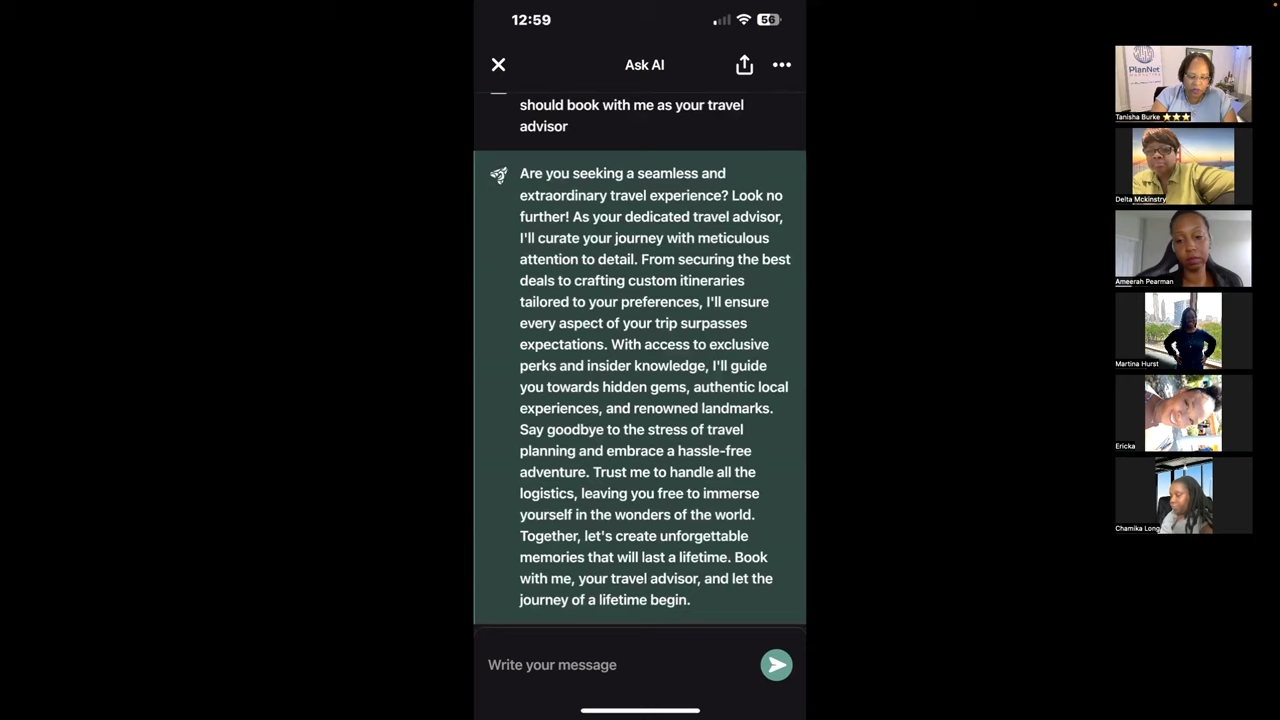 12:59
56
Ask AI
should book with me as your travel
advisor
Are you seeking a seamless and
extraordinary travel experience? Look no
further! As your dedicated travel advisor,
I'll curate your journey with meticulous
attention to detail. From securing the best
deals to crafting custom itineraries
tailored to your preferences, I'll ensure
every aspect of your trip surpasses
expectations. With access to exclusive
perks and insider knowledge, I'll guide
you towards hidden gems, authentic local
experiences, and renowned landmarks.
Say goodbye to the stress of travel
planning and embrace a hassle-free
adventure. Trust me to handle all the
logistics, leaving you free to immerse
yourself in the wonders of the world.
Together, let's create unforgettable
memories that will last a lifetime. Book
with me, your travel advisor, and let the
journey of a lifetime begin.
Write your message
PlanNet
Tanisha Burke
Delta Mckinstry
Ameerah Pearman
Martina Hurst
Ericka
Chamika Long